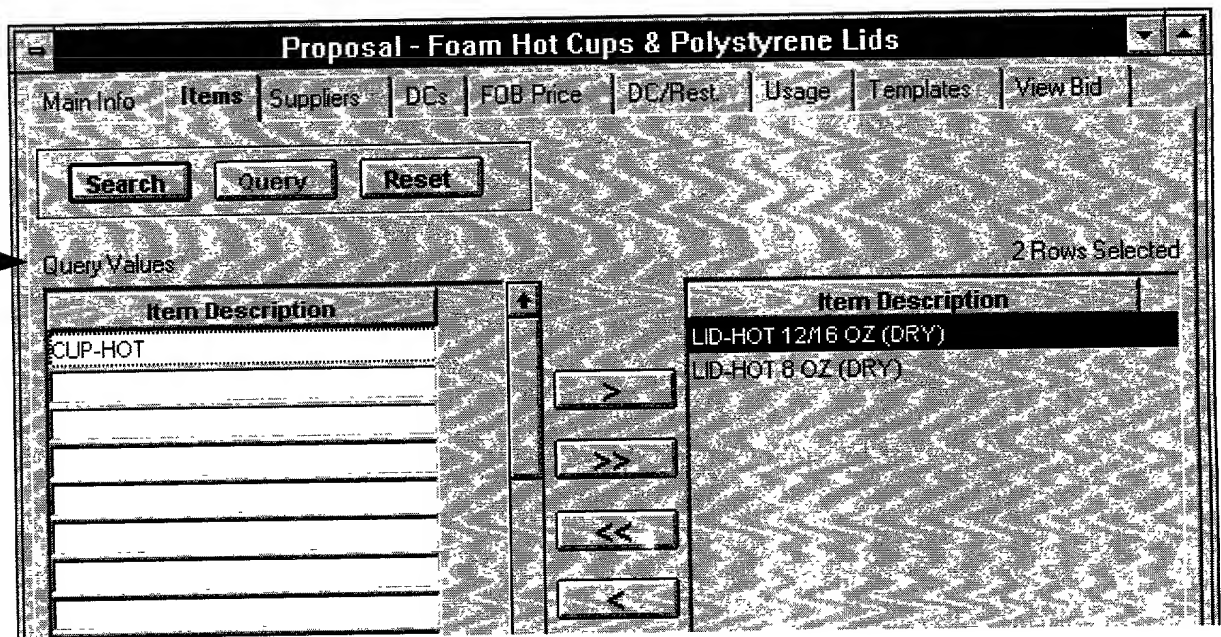 Proposal - Foam Hot Cups & Polystyrene Lids
Main Info Items Suppliers DCs FOB Price DC/Rest. Usage Templates View Bid
Search Query Reset
2 Rows Selected
Query Values
Item Description Item Description
CUP-HOT LID-HOT 12/16 OZ (DRY)
LID-HOT 8 OZ (DRY)
>
>>
<<
<